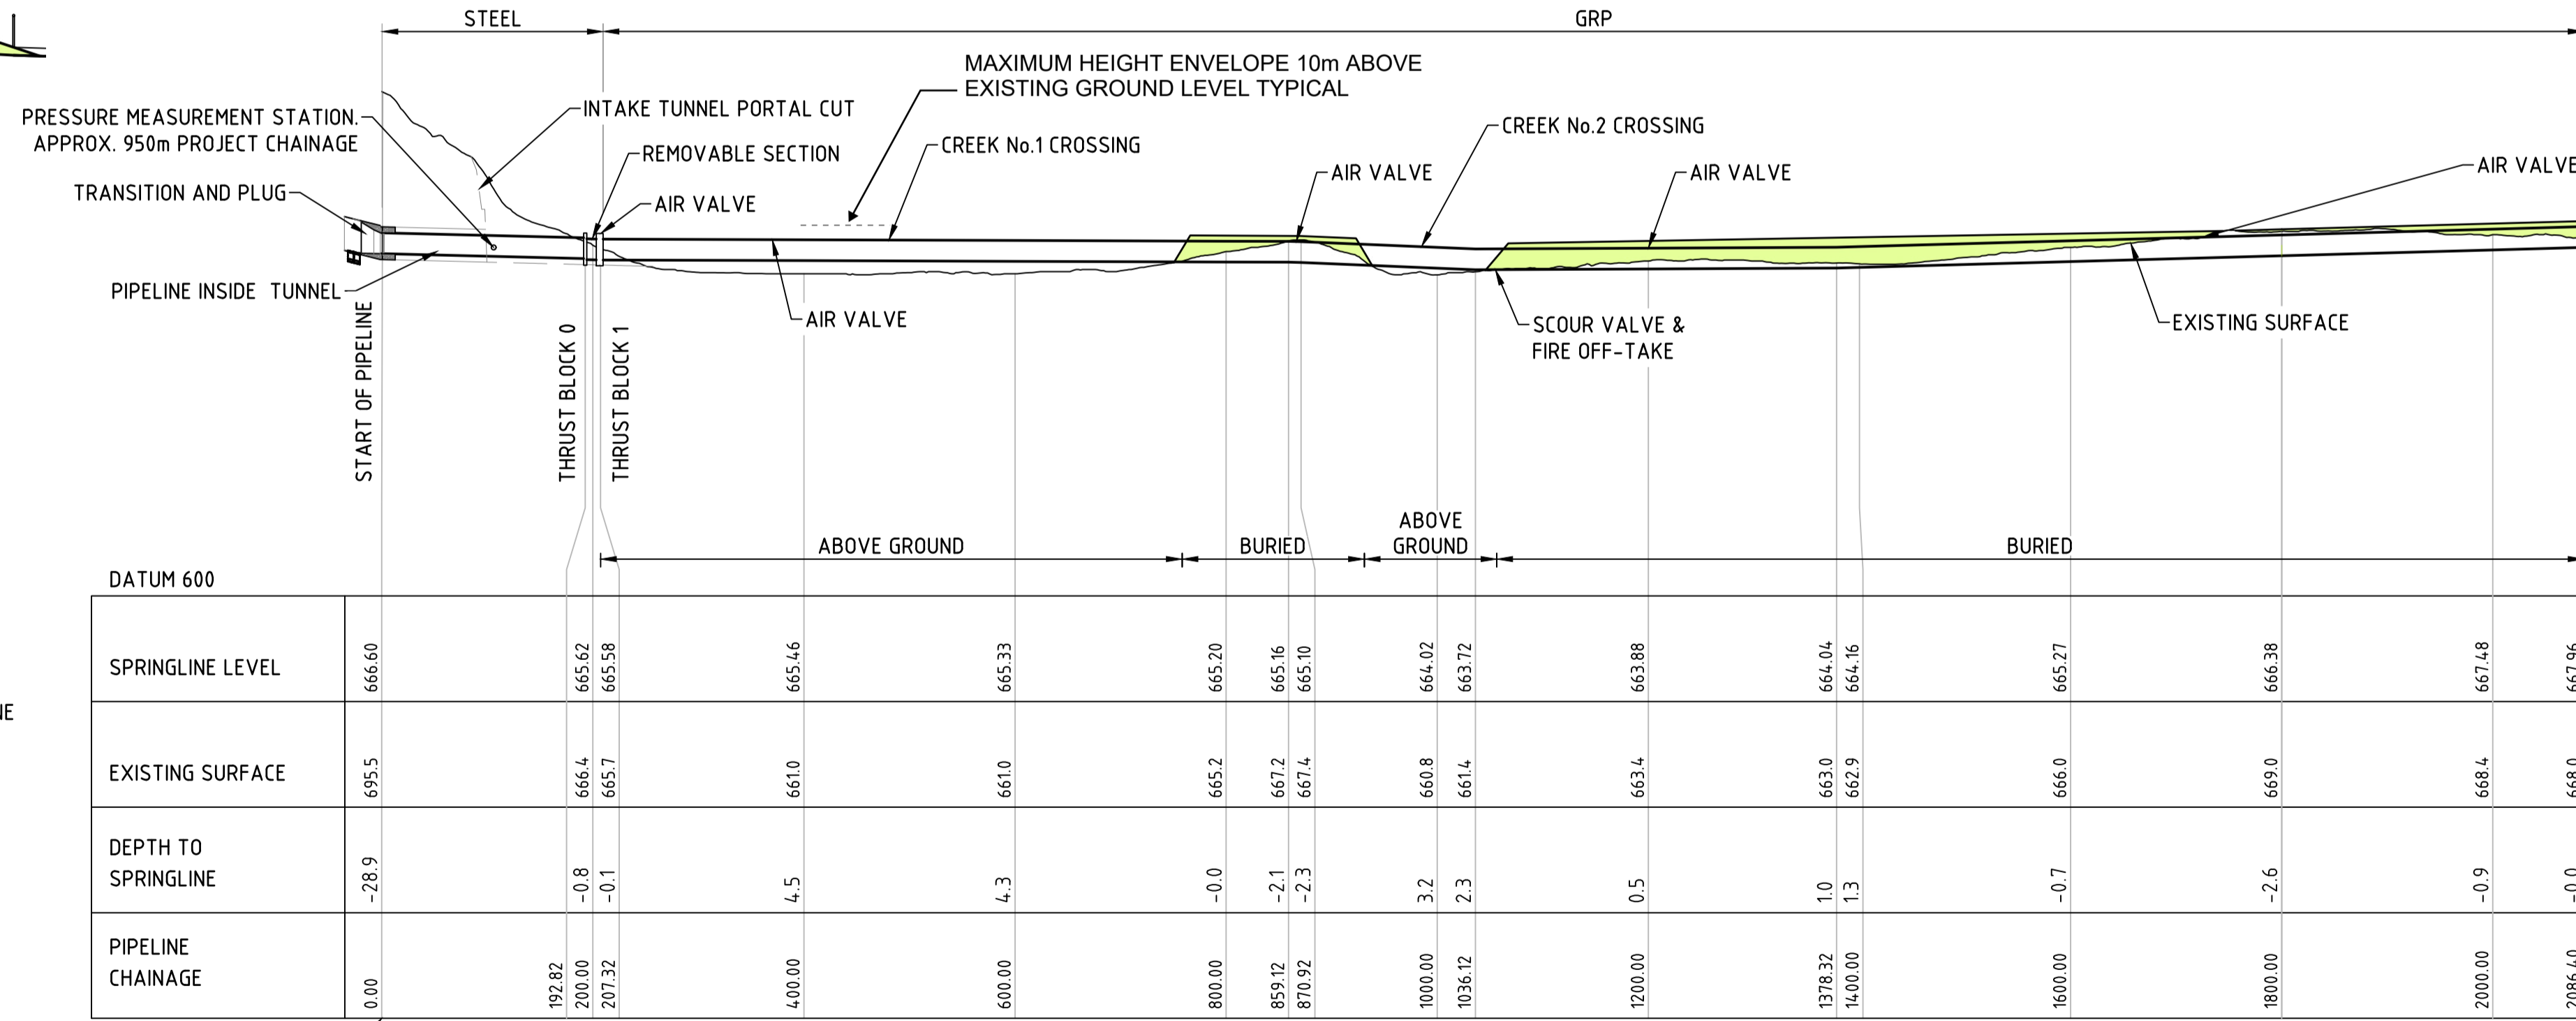 STEEL
GRP
MAXIMUM HEIGHT ENVELOPE 10m ABOVE
EXISTING GROUND LEVEL TYPICAL
PRESSURE MEASUREMENT STATION.
APPROX. 950m PROJECT CHAINAGE
INTAKE TUNNEL PORTAL CUT
REMOVABLE SECTION
CREEK No.1 CROSSING
CREEK No.2 CROSSING
TRANSITION AND PLUG
AIR VALVE
AIR VALVE
AIR VALVE
AIR VALVE
PIPELINE INSIDE TUNNEL
AIR VALVE
SCOUR VALVE &
FIRE OFF-TAKE
EXISTING SURFACE
START OF PIPELINE
THRUST BLOCK 0
THRUST BLOCK 1
ABOVE GROUND
BURIED
ABOVE
GROUND
BURIED
DATUM 600
SPRINGLINE LEVEL
666.60 665.62 665.58 665.46 665.33 665.20 665.16 665.10 664.02 663.72 663.88 664.04 664.16 665.27 666.38 667.48 667.96
EXISTING SURFACE
695.5 666.4 665.7 661.0 661.0 665.2 667.2 667.4 660.8 661.4 663.4 663.0 662.9 666.0 669.0 668.4 668.0
DEPTH TO
SPRINGLINE
-28.9 -0.8 -0.1 4.5 4.3 -0.0 -2.1 -2.3 3.2 2.3 0.5 1.0 1.3 -0.7 -2.6 -0.9 -0.0
PIPELINE
CHAINAGE
0.00 192.82 200.00 207.32 400.00 600.00 800.00 859.12 870.92 1000.00 1036.12 1200.00 1378.32 1400.00 1600.00 1800.00 2000.00 2086.40